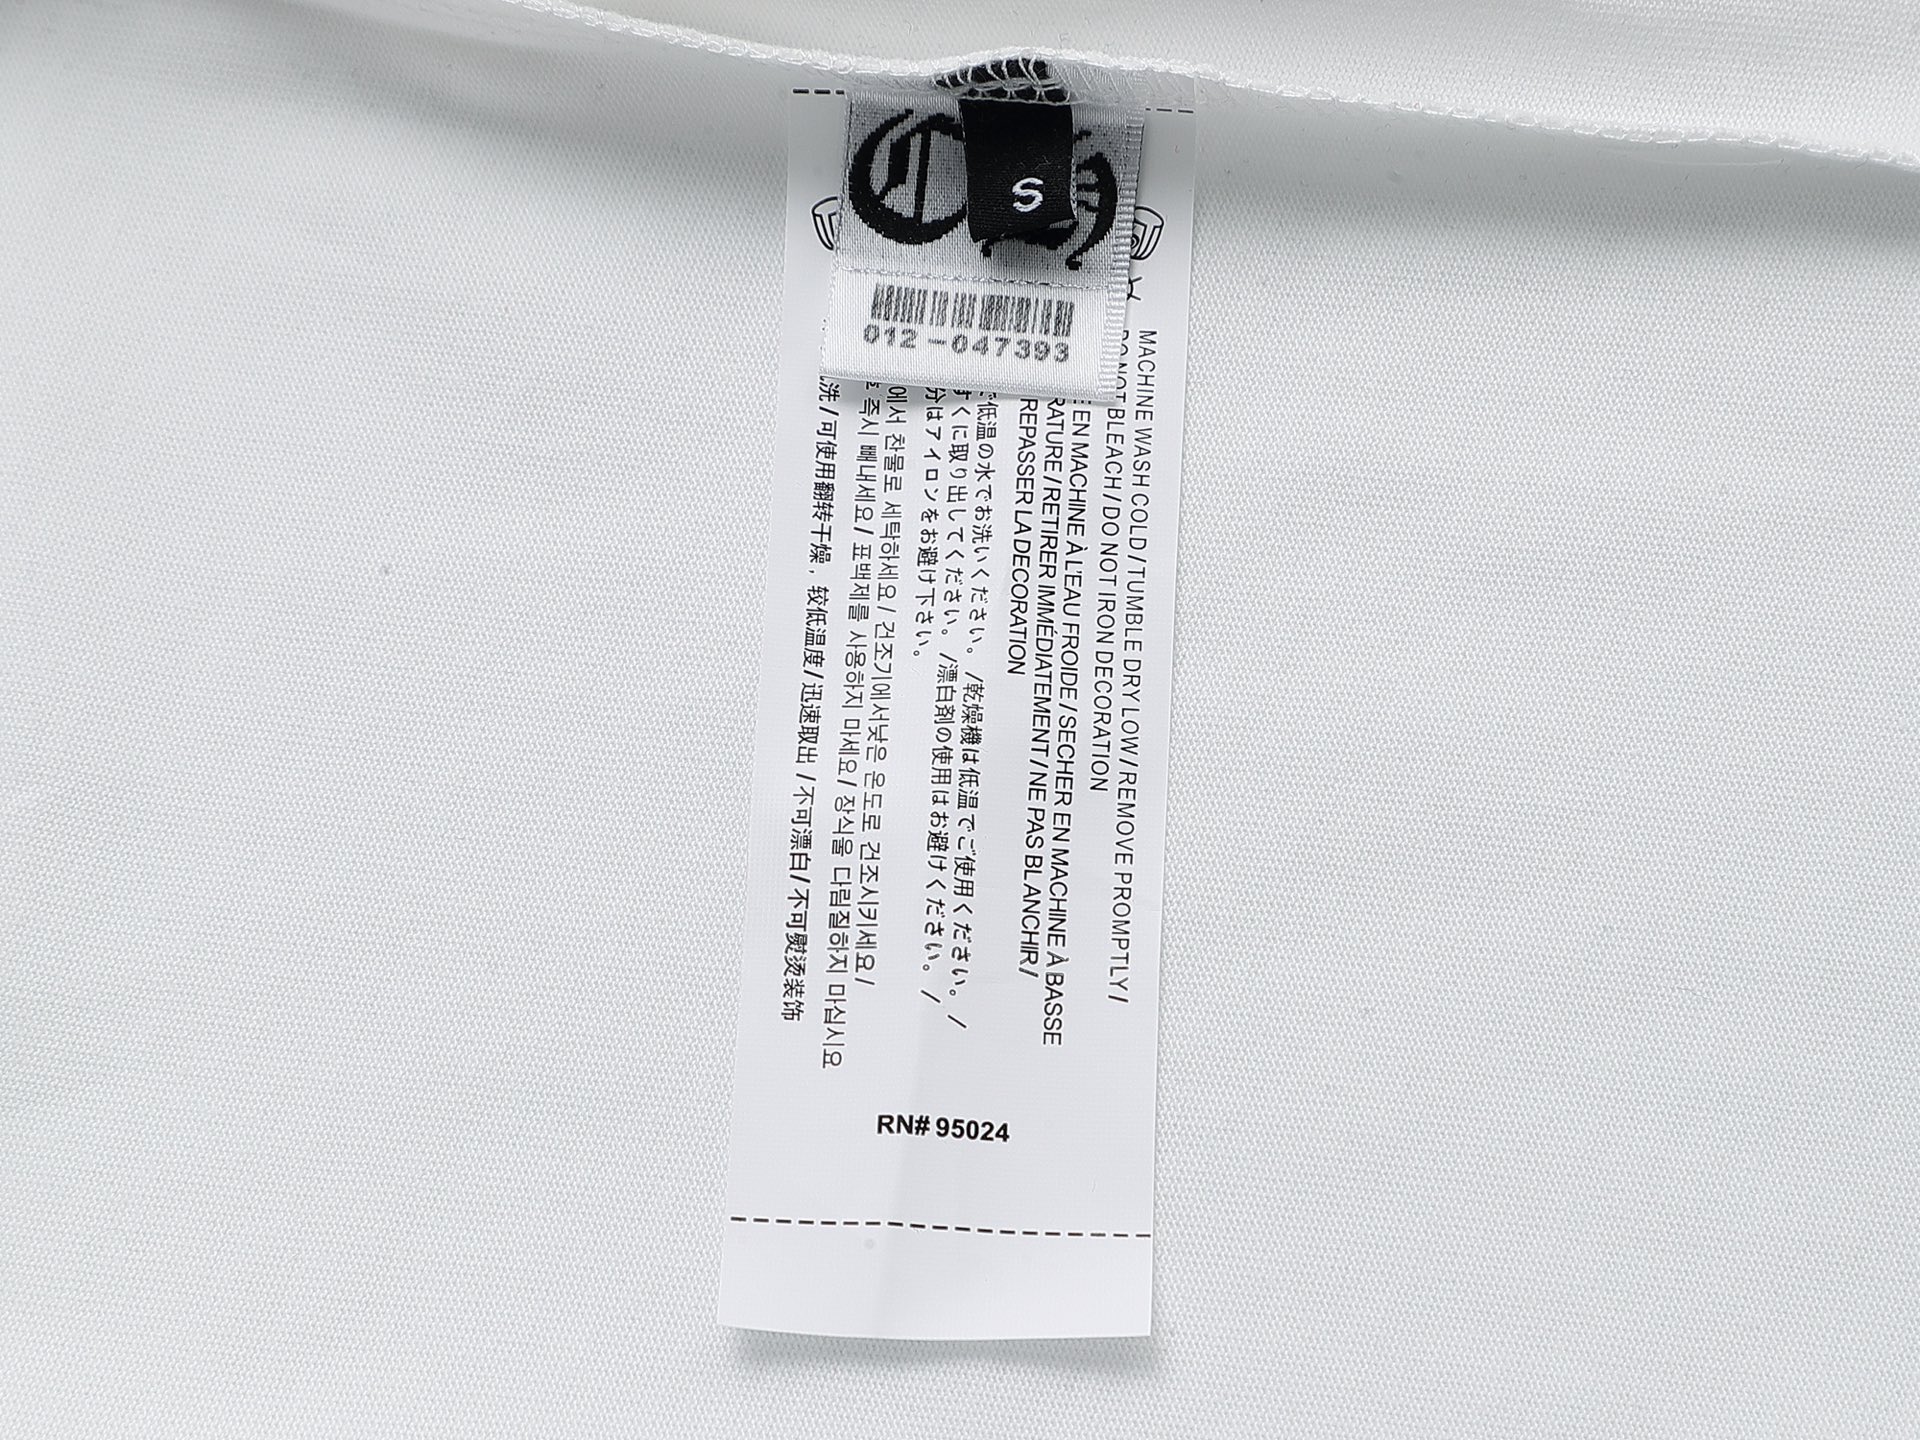 S
012-047393
MACHINE WASH COLD/TUMBLE DRY LOW/REMOVE PROMPTLY/
DO NOT BLEACH/DO NOT IRON DECORATION
EN MACHINE À L'EAU FROIDE/SECHER EN MACHINE À BASSE
RATURE/RETIRER IMMÉDIATEMENT/NE PAS BLANCHIR/
REPASSER LA DECORATION
低温の水でお洗いください。/乾燥機は低温でご使用ください。/
すぐに取り出してください。/漂白剤の使用はお避けください。/
分はアイロンをお避け下さい。
에서 찬물로 세탁하세요/ 건조기에서낮은 온도로 건조시키세요/
즉시 빼내세요/ 표백제를 사용하지 마세요/ 장식을 다림질하지 마십시요
洗/可使用翻转干燥，较低温度/迅速取出/不可漂白/不可熨烫装饰
RN# 95024